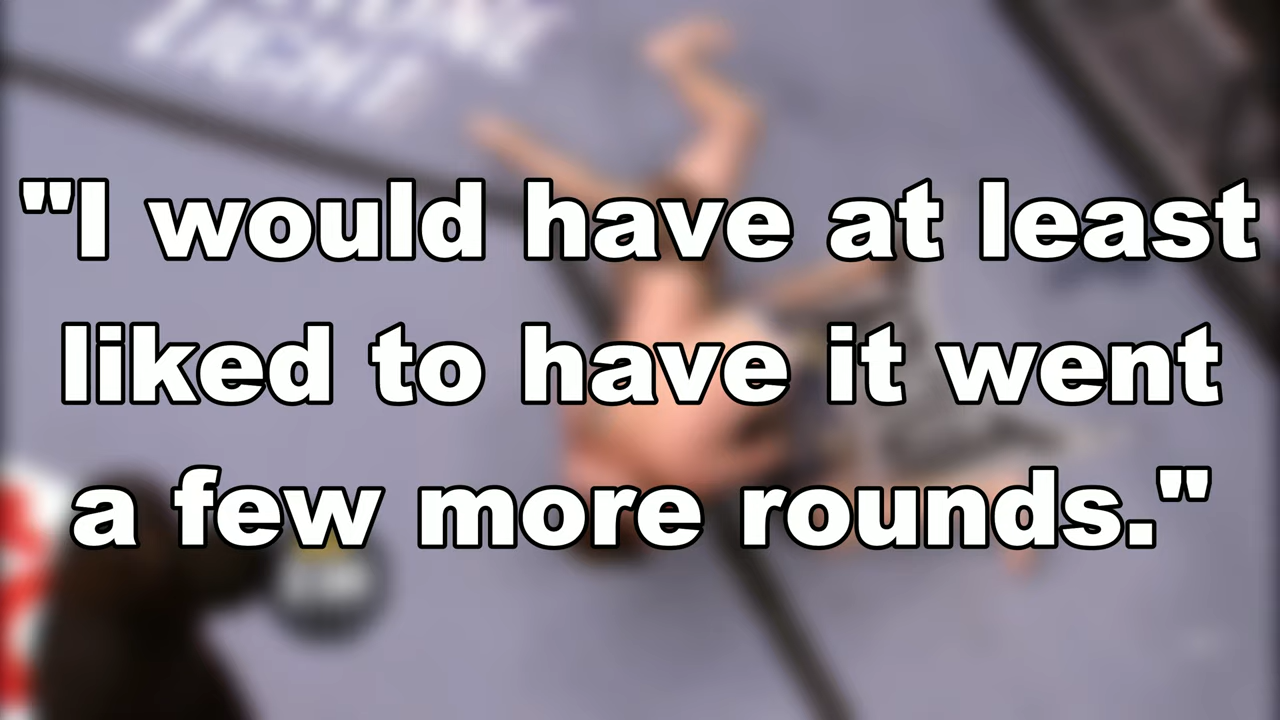 "I would have at least
liked to have it went
a few more rounds."